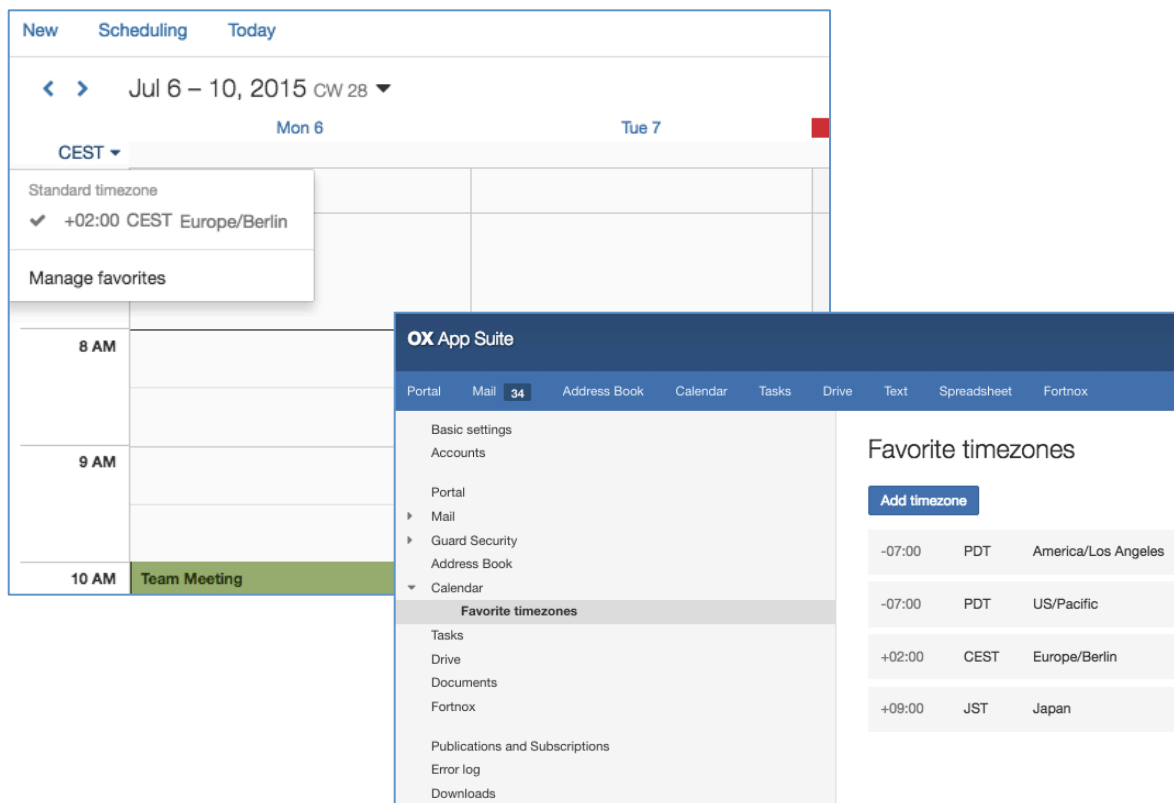 New Scheduling Today
Jul 6 – 10, 2015 CW 28
Mon 6 Tue 7
CEST
Standard timezone
+02:00 CEST Europe/Berlin
Manage favorites
8 AM
9 AM
10 AM Team Meeting
OX App Suite
Portal Mail 34 Address Book Calendar Tasks Drive Text Spreadsheet Fortnox
Basic settings
Accounts
Portal
Mail
Guard Security
Address Book
Calendar
Favorite timezones
Tasks
Drive
Documents
Fortnox
Publications and Subscriptions
Error log
Downloads
Favorite timezones
Add timezone
-07:00 PDT America/Los Angeles
-07:00 PDT US/Pacific
+02:00 CEST Europe/Berlin
+09:00 JST Japan